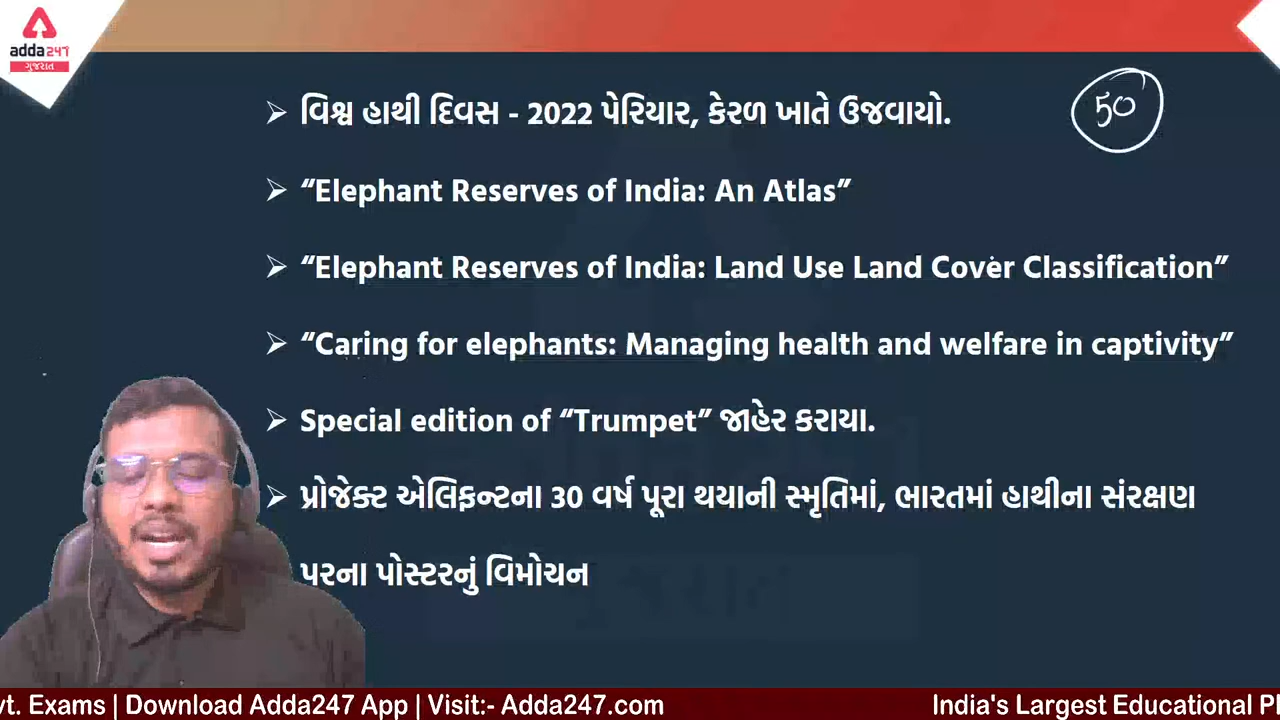 adda247
ગુજરાત
50
➢ વિશ્વ હાથી દિવસ - 2022 પેરિયાર, કેરળ ખાતે ઉજવાયો.
➢ “Elephant Reserves of India: An Atlas”
➢ “Elephant Reserves of India: Land Use Land Cover Classification”
➢ “Caring for elephants: Managing health and welfare in captivity”
➢ Special edition of “Trumpet” જાહેર કરાયા.
➢ પ્રોજેક્ટ એલિફન્ટના 30 વર્ષ પૂરા થયાની સ્મૃતિમાં, ભારતમાં હાથીના સંરક્ષણ
પરના પોસ્ટરનું વિમોચન
vt. Exams | Download Adda247 App | Visit:- Adda247.com India's Largest Educational Pl